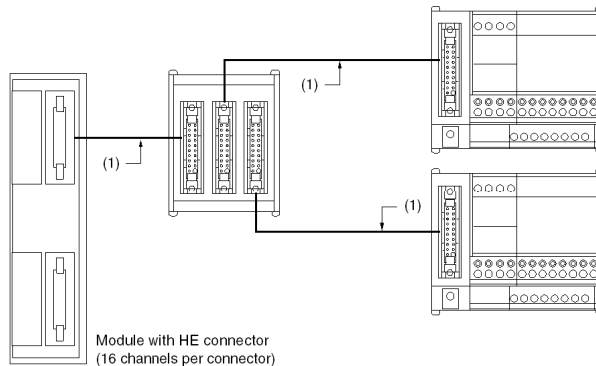 (1)
(1)
(1)
Module with HE connector
(16 channels per connector)